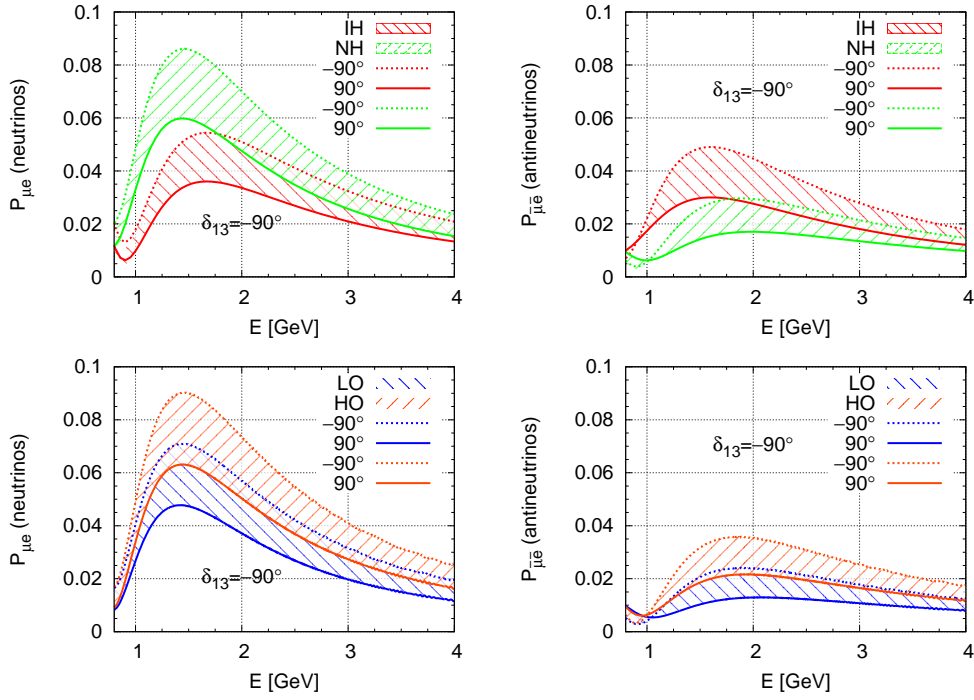 0.1
0.08
0.06
0.04
0.02
0
P_μe (neutrinos)
IH
NH
−90°
90°
−90°
90°
δ₁₃=−90°
1
2
3
4
E [GeV]
0.1
0.08
0.06
0.04
0.02
0
P_μ̄ē (antineutrinos)
IH
NH
−90°
90°
−90°
90°
δ₁₃=−90°
1
2
3
4
E [GeV]
0.1
0.08
0.06
0.04
0.02
0
P_μe (neutrinos)
LO
HO
−90°
90°
−90°
90°
δ₁₃=−90°
1
2
3
4
E [GeV]
0.1
0.08
0.06
0.04
0.02
0
P_μ̄ē (antineutrinos)
LO
HO
−90°
90°
−90°
90°
δ₁₃=−90°
1
2
3
4
E [GeV]